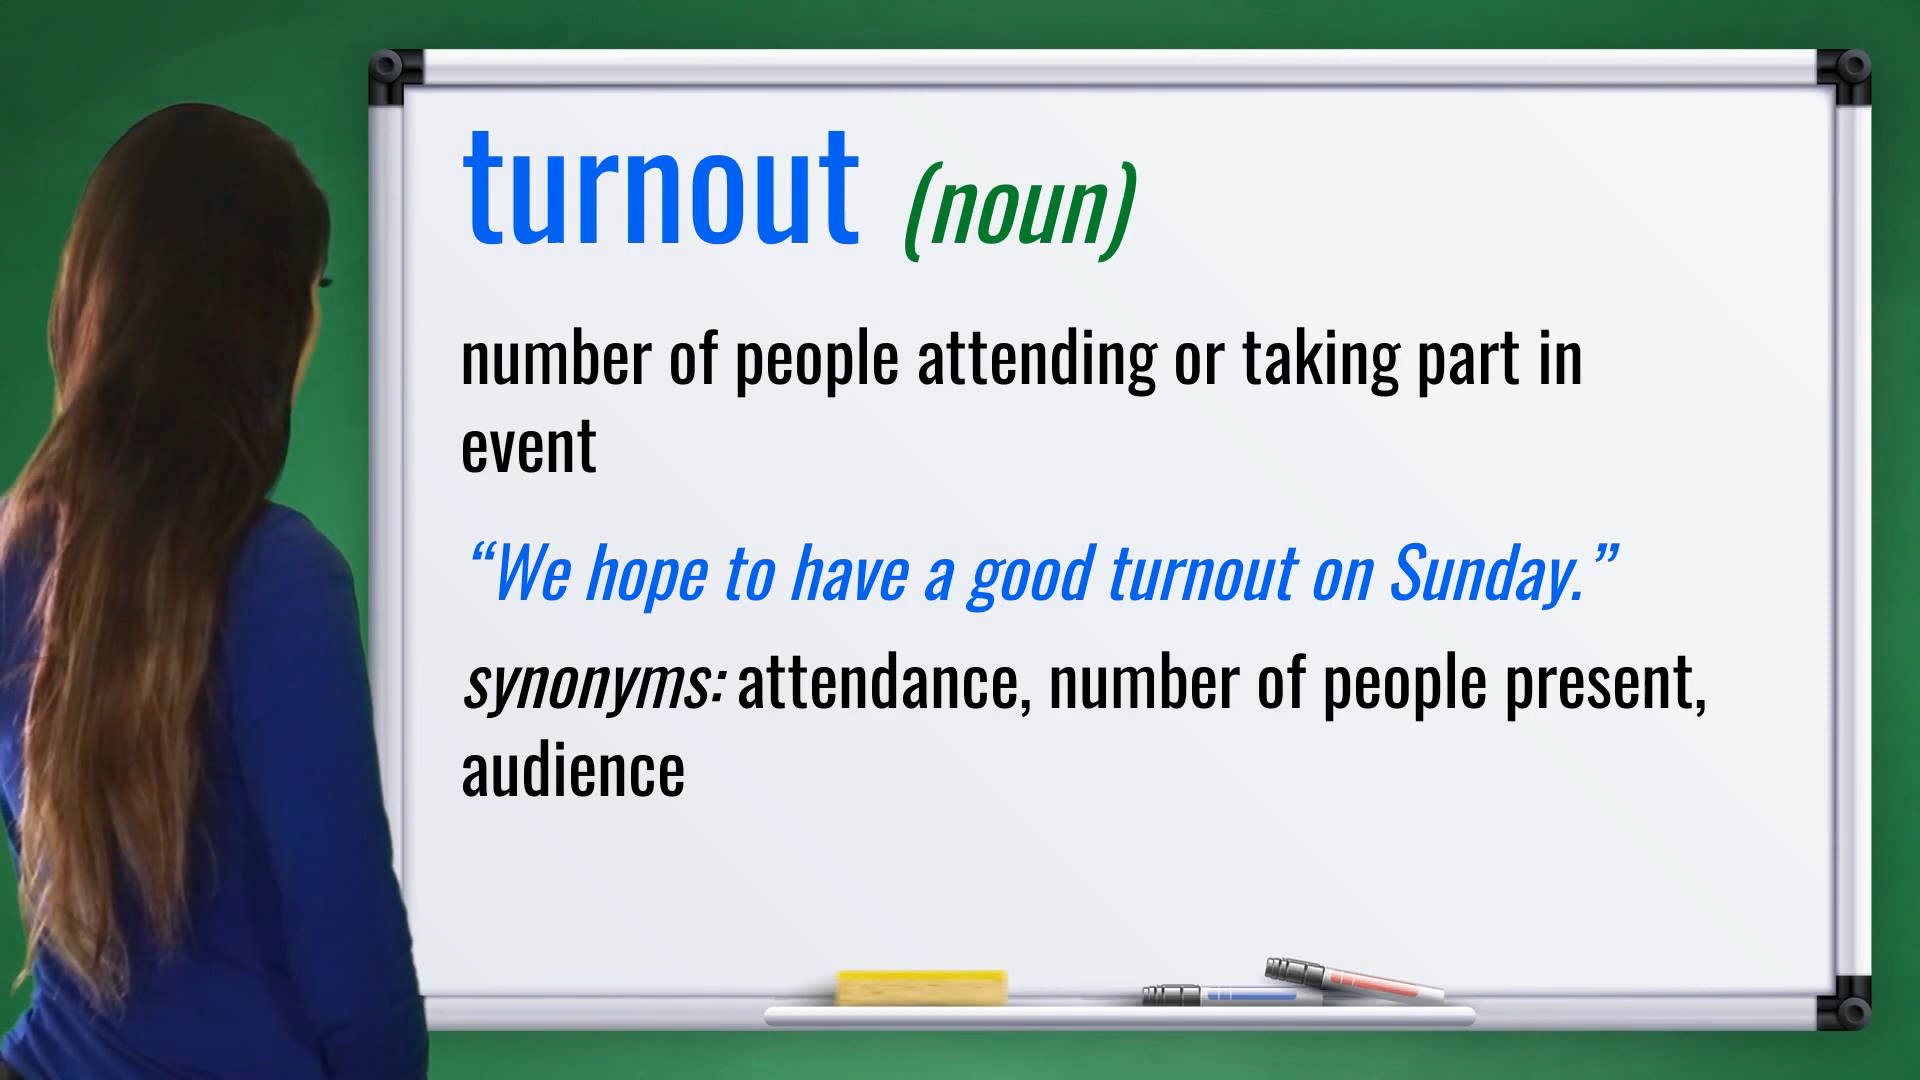 turnout (noun)
number of people attending or taking part in
event
“We hope to have a good turnout on Sunday.”
synonyms: attendance, number of people present,
audience